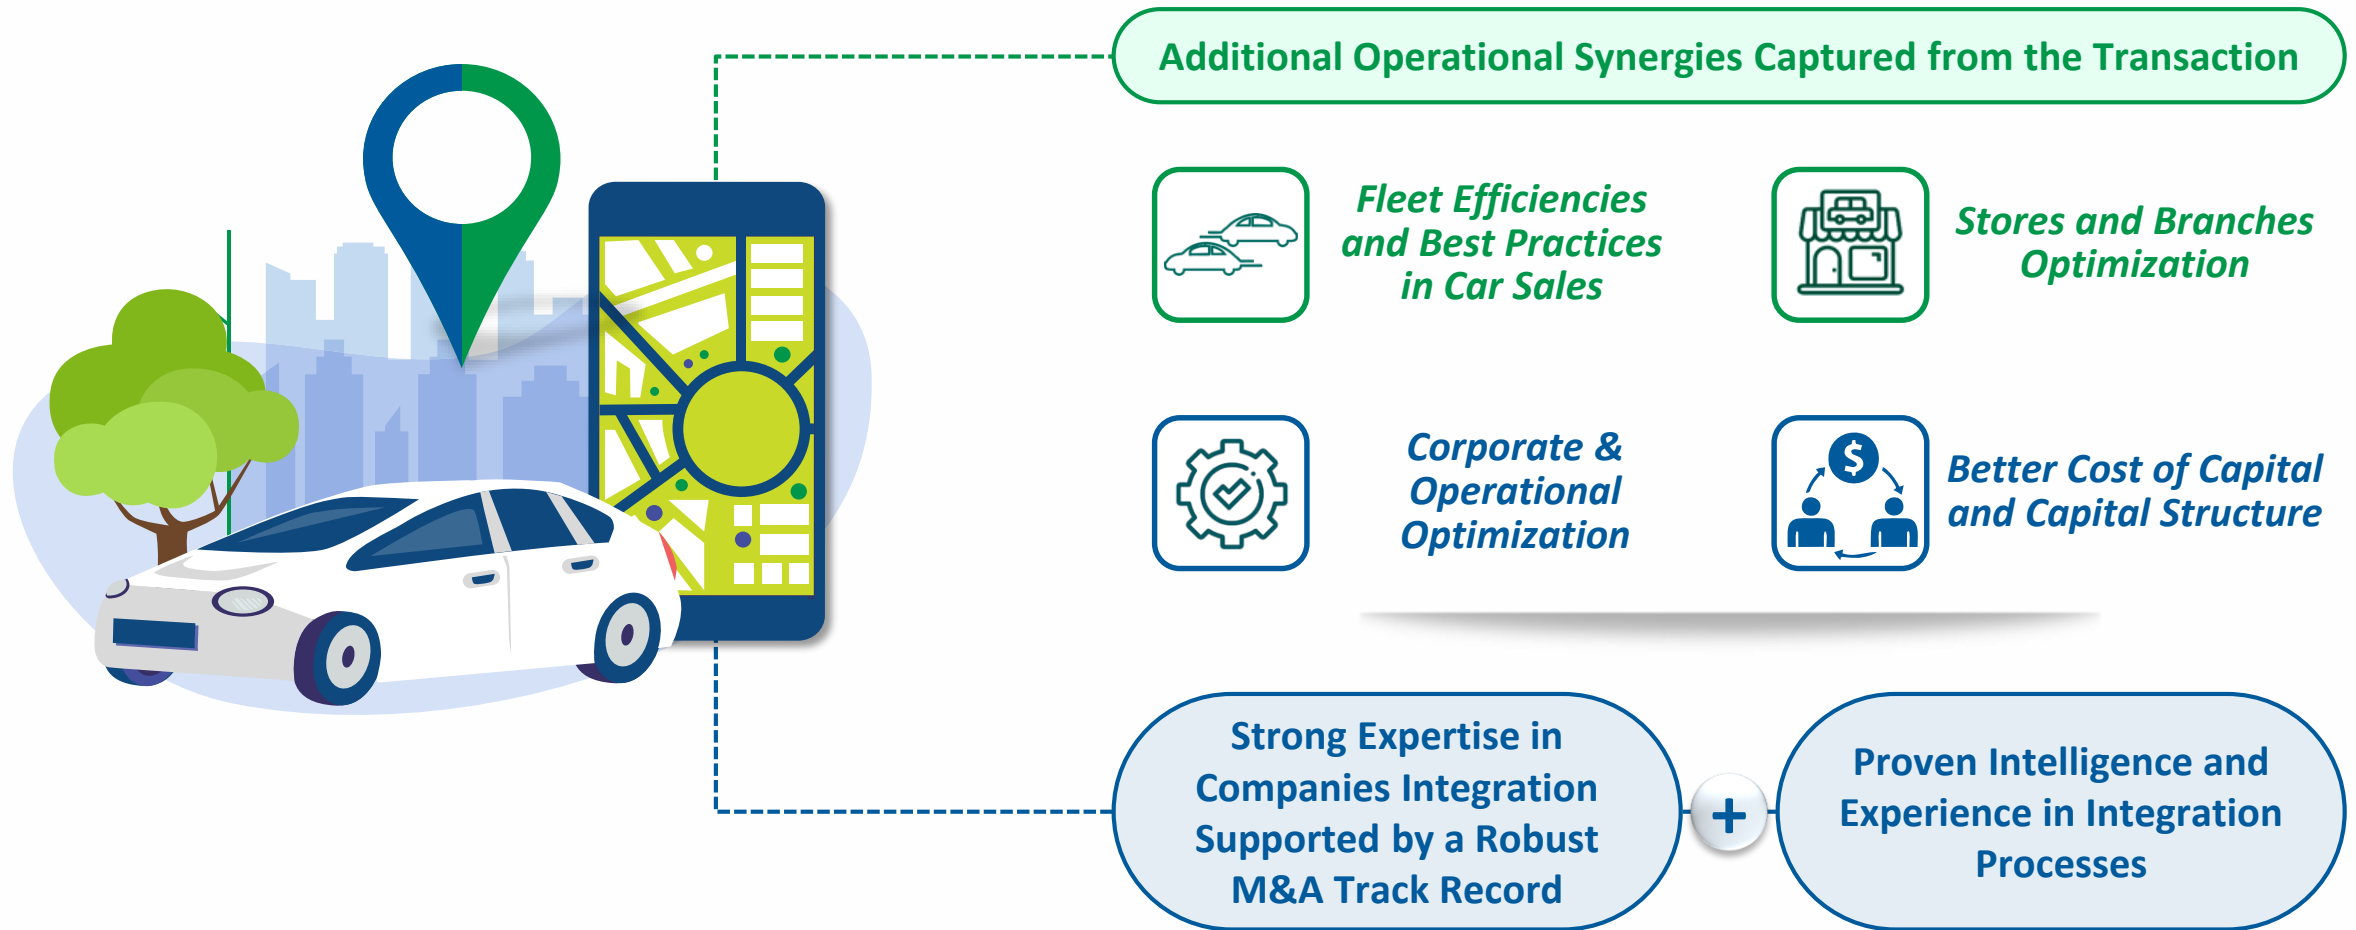 Additional Operational Synergies Captured from the Transaction
Fleet Efficiencies
and Best Practices
in Car Sales
Stores and Branches
Optimization
Corporate &
Operational
Optimization
$
Better Cost of Capital
and Capital Structure
Strong Expertise in
Companies Integration
Supported by a Robust
M&A Track Record
+
Proven Intelligence and
Experience in Integration
Processes